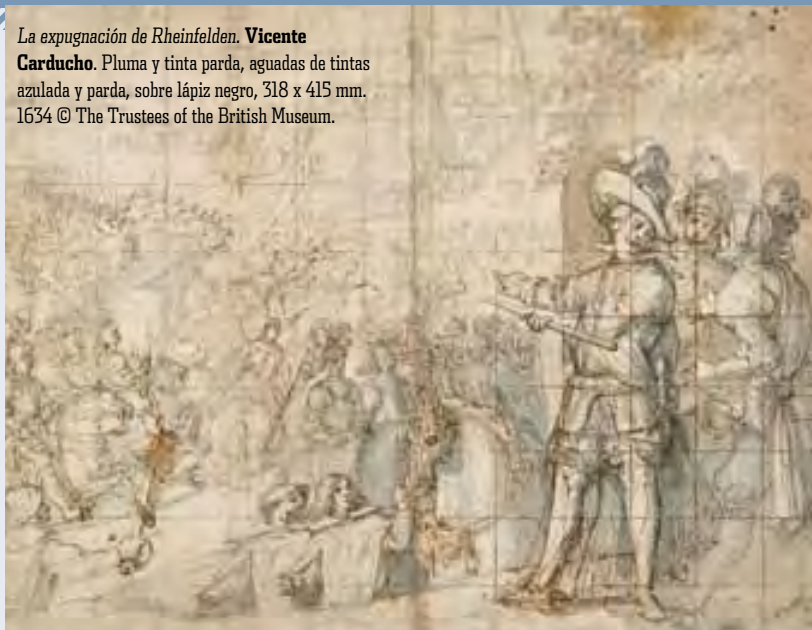 La expugnación de Rheinfelden. Vicente
Carducho. Pluma y tinta parda, aguadas de tintas
azulada y parda, sobre lápiz negro, 318 x 415 mm.
1634 © The Trustees of the British Museum.